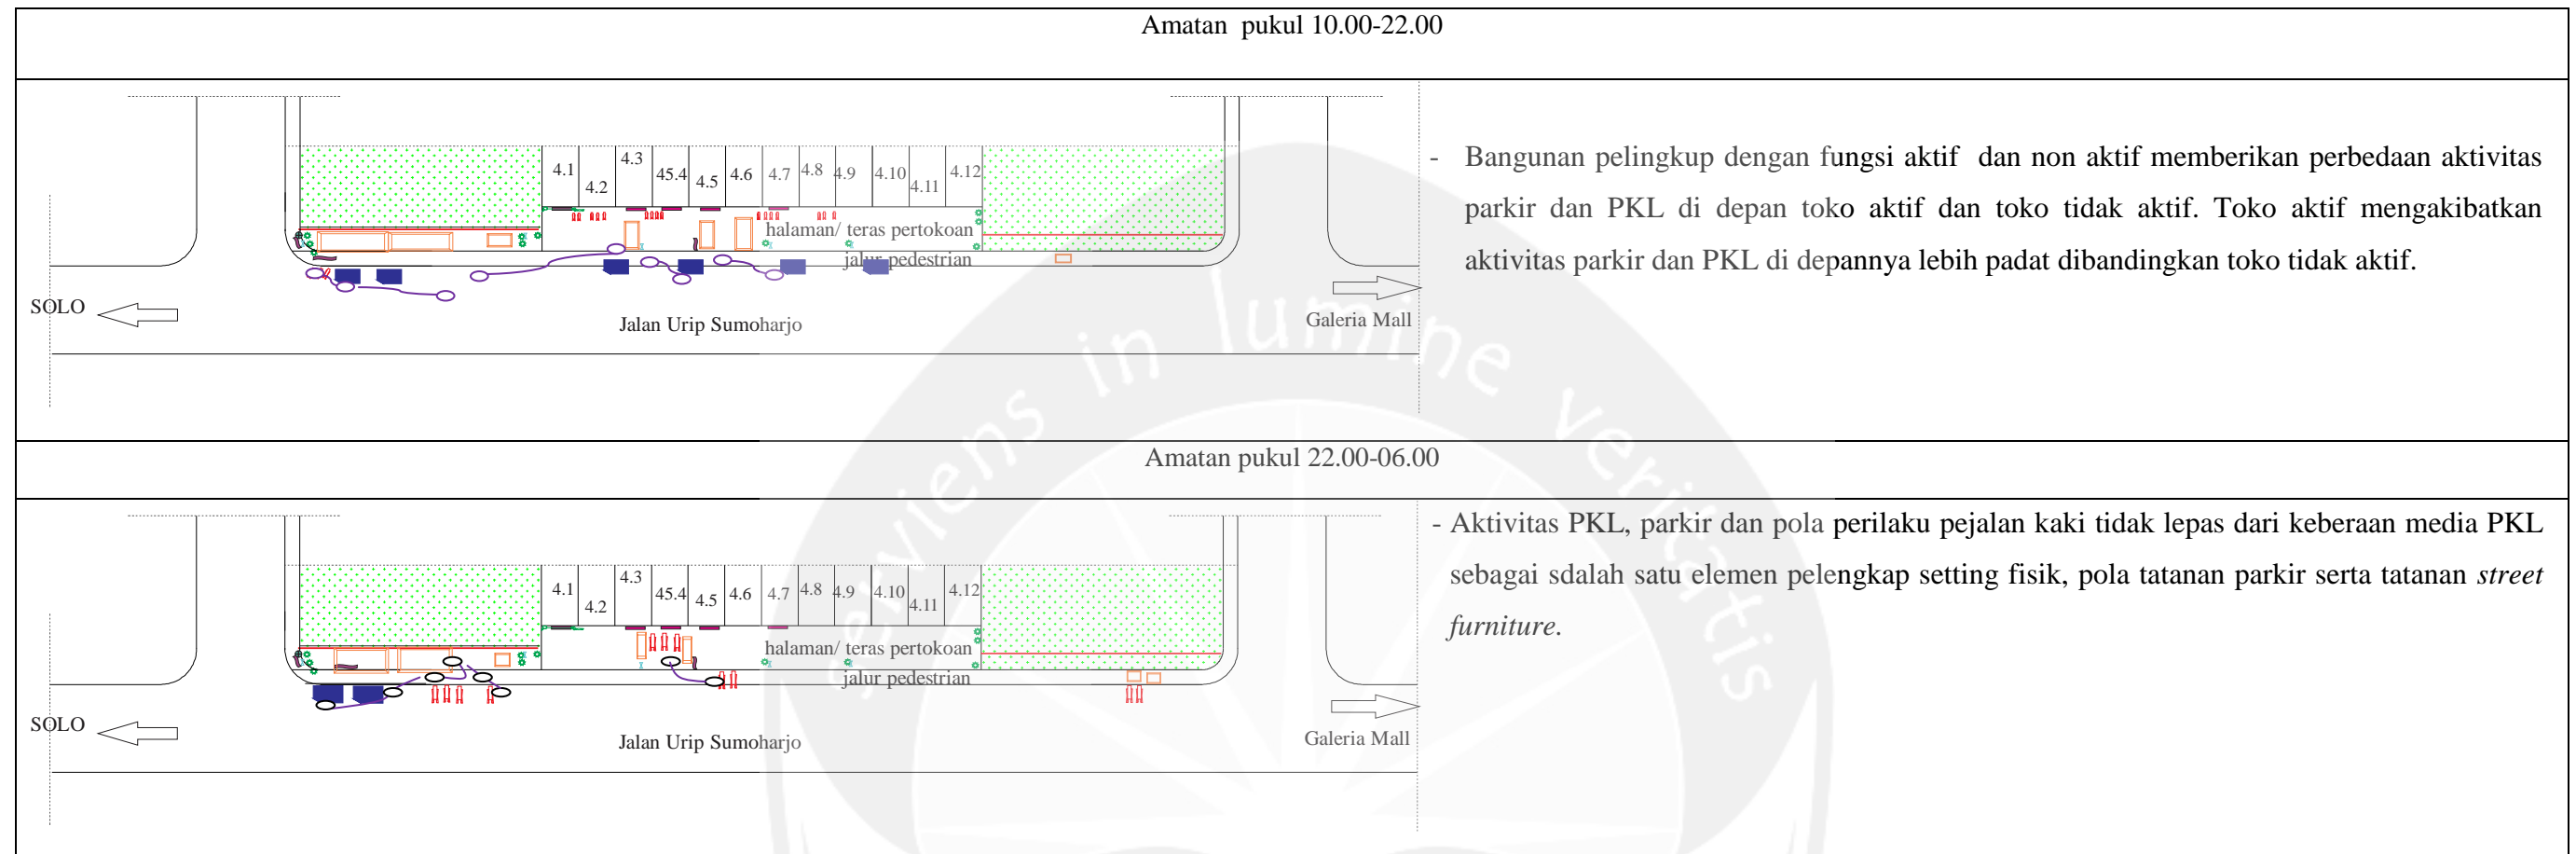 Amatan pukul 10.00-22.00
4.1 4.2 4.3 45.4 4.5 4.6 4.7 4.8 4.9 4.10 4.11 4.12
halaman/ teras pertokoan
jalur pedestrian
SOLO
Jalan Urip Sumoharjo
Galeria Mall
- Bangunan pelingkup dengan fungsi aktif dan non aktif memberikan perbedaan aktivitas
parkir dan PKL di depan toko aktif dan toko tidak aktif. Toko aktif mengakibatkan
aktivitas parkir dan PKL di depannya lebih padat dibandingkan toko tidak aktif.
Amatan pukul 22.00-06.00
4.1 4.2 4.3 45.4 4.5 4.6 4.7 4.8 4.9 4.10 4.11 4.12
halaman/ teras pertokoan
jalur pedestrian
SOLO
Jalan Urip Sumoharjo
Galeria Mall
- Aktivitas PKL, parkir dan pola perilaku pejalan kaki tidak lepas dari keberaan media PKL
sebagai sdalah satu elemen pelengkap setting fisik, pola tatanan parkir serta tatanan street
furniture.
serviens in lumine veritatis